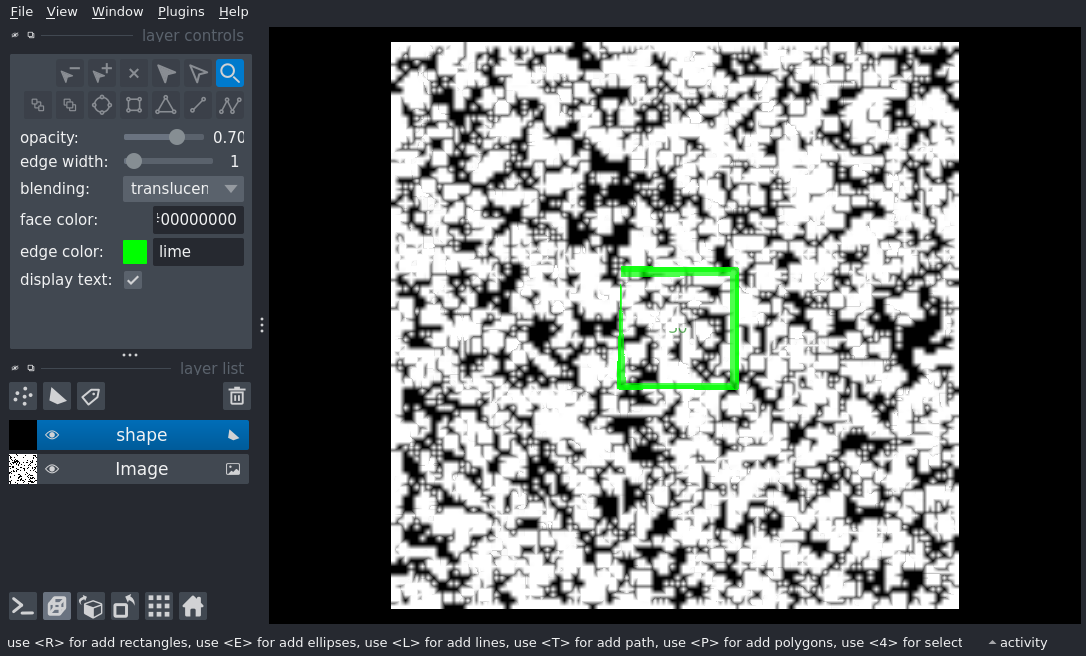 File View Window Plugins Help
layer controls
opacity: 0.70
edge width: 1
blending: translucen
face color: 00000000
edge color: lime
display text:
layer list
shape
Image
use <R> for add rectangles, use <E> for add ellipses, use <L> for add lines, use <T> for add path, use <P> for add polygons, use <4> for select
activity